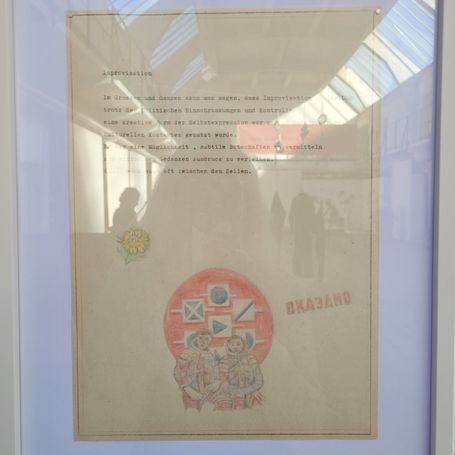 Improvisation
Im Grossen und Ganzen kann man sagen, dass Improvisation
trotz der politischen Einschränkungen und Kontrolle
eine kreative Form der Selbstexpression war
kulturellen Kontexten genutzt wurde.
eine Möglichkeit , subtile Botschaften zu vermitteln
und Gedanken Ausdruck zu verleihen.
oft zwischen den Zeilen.